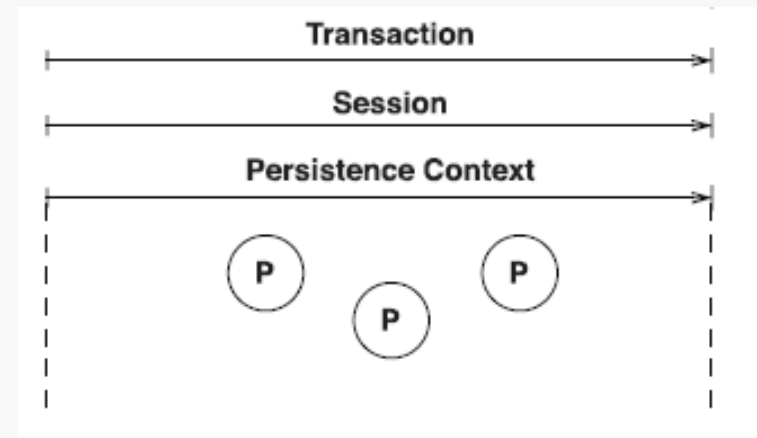 Transaction
Session
Persistence Context
P
P
P